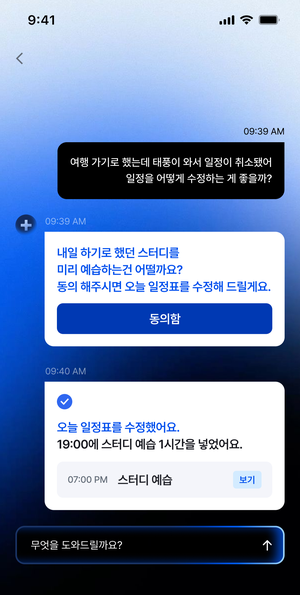 9:41
09:39 AM
여행 가기로 했는데 태풍이 와서 일정이 취소됐어
일정을 어떻게 수정하는 게 좋을까?
09:39 AM
내일 하기로 했던 스터디를
미리 예습하는건 어떨까요?
동의 해주시면 오늘 일정표를 수정해 드릴게요.
동의함
09:40 AM
오늘 일정표를 수정했어요.
19:00에 스터디 예습 1시간을 넣었어요.
07:00 PM 스터디 예습 보기
무엇을 도와드릴까요?